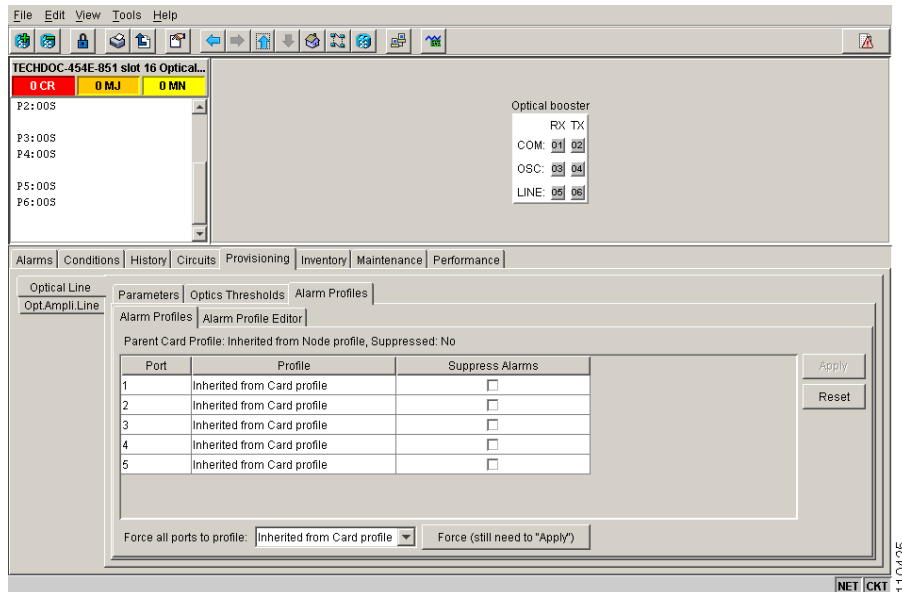 File Edit View Tools Help
TECHDOC-454E-851 slot 16 Optical...
0 CR 0 MJ 0 MN
P2:OOS
P3:OOS
P4:OOS
P5:OOS
P6:OOS
Optical booster
RX TX
COM: 01 02
OSC: 03 04
LINE: 05 06
Alarms Conditions History Circuits Provisioning Inventory Maintenance Performance
Optical Line
Opt.Ampli.Line
Parameters Optics Thresholds Alarm Profiles
Alarm Profiles Alarm Profile Editor
Parent Card Profile: Inherited from Node profile, Suppressed: No
Port Profile Suppress Alarms
1 Inherited from Card profile
2 Inherited from Card profile
3 Inherited from Card profile
4 Inherited from Card profile
5 Inherited from Card profile
Apply
Reset
Force all ports to profile: Inherited from Card profile Force (still need to "Apply")
NET CKT
110425